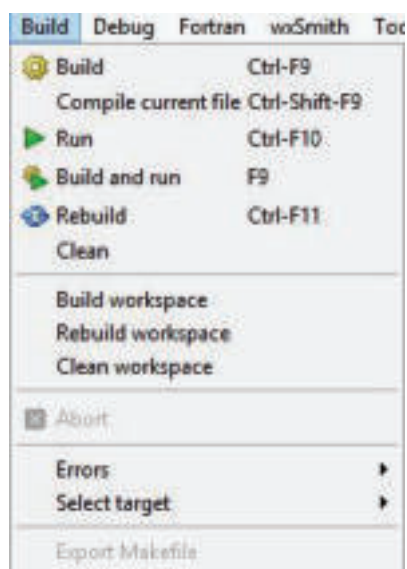 Build Debug Fortran wxSmith Too
Build Ctrl-F9
Compile current file Ctrl-Shift-F9
Run Ctrl-F10
Build and run F9
Rebuild Ctrl-F11
Clean
Build workspace
Rebuild workspace
Clean workspace
Abort
Errors
Select target
Export Makefile